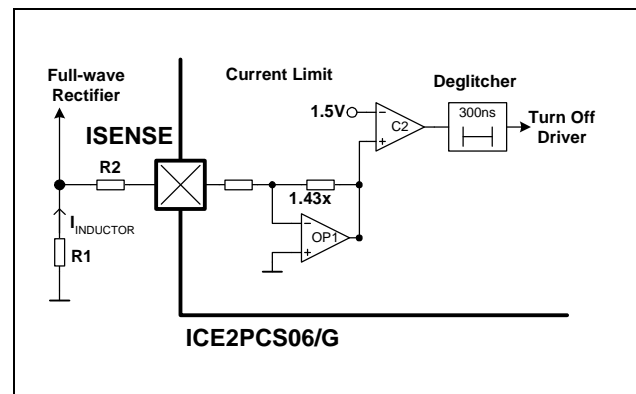 Full-wave
Rectifier
Current Limit
Deglitcher
ISENSE
1.5V
C2
300ns
Turn Off
Driver
R2
1.43x
OP1
IINDUCTOR
R1
ICE2PCS06/G